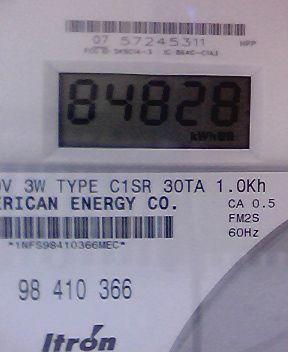 07 57245311 MPP
84828
kWh
V 3W TYPE C1SR 30TA 1.0Kh
ERICAN ENERGY CO. CA 0.5
FM2S
*1NFS98410366MEC* 60Hz
98 410 366
Itron